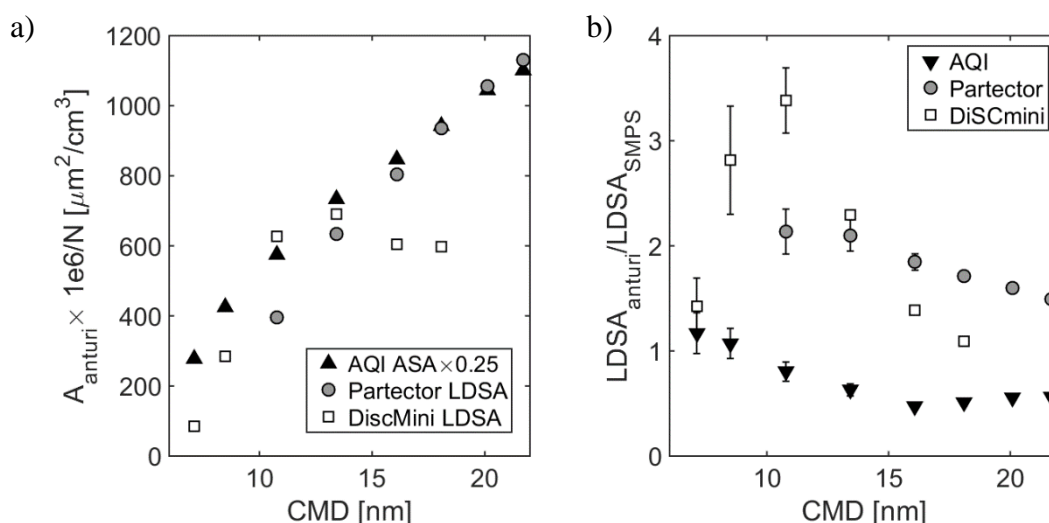 a)
1200
1000
800
600
400
200
0
A_anturi × 1e6/N [μm²/cm³]
AQI ASA×0.25
Partector LDSA
DiscMini LDSA
10
15
20
CMD [nm]
b)
4
3
2
1
0
LDSA_anturi/LDSA_SMPS
AQI
Partector
DiSCmini
10
15
20
CMD [nm]